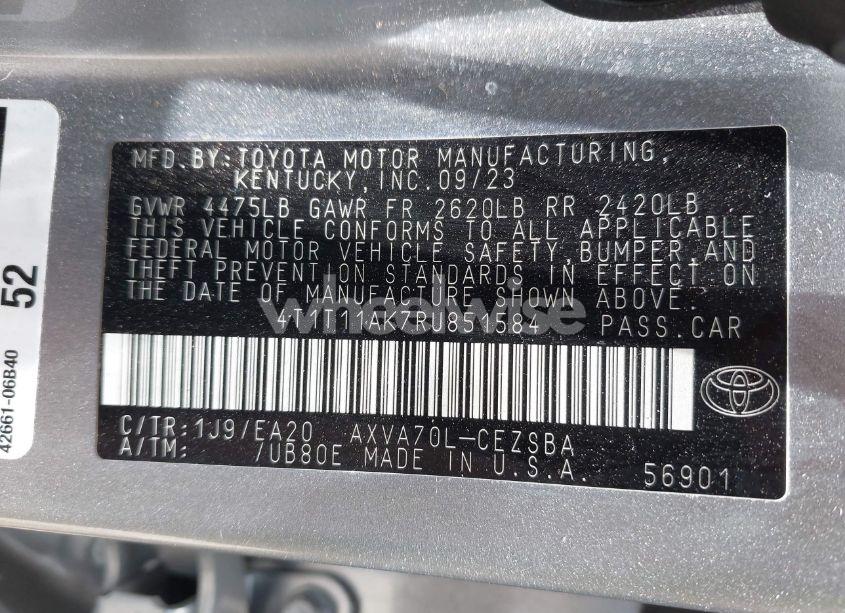 MFD.BY:TOYOTA MOTOR MANUFACTURING,
KENTUCKY,INC.09/23
GVWR 4475LB GAWR FR 2620LB RR 2420LB
THIS VEHICLE CONFORMS TO ALL APPLICABLE
FEDERAL MOTOR VEHICLE SAFETY,BUMPER,AND
THEFT PREVENTION STANDARDS IN EFFECT ON
THE DATE OF MANUFACTURE SHOWN ABOVE.
PASS.CAR
wheelwise
C/TR:1J9/EA20 AXVA70L-CEZSBA
A/TM: /UB80E MADE IN U.S.A.
56901
52
42661-06B40